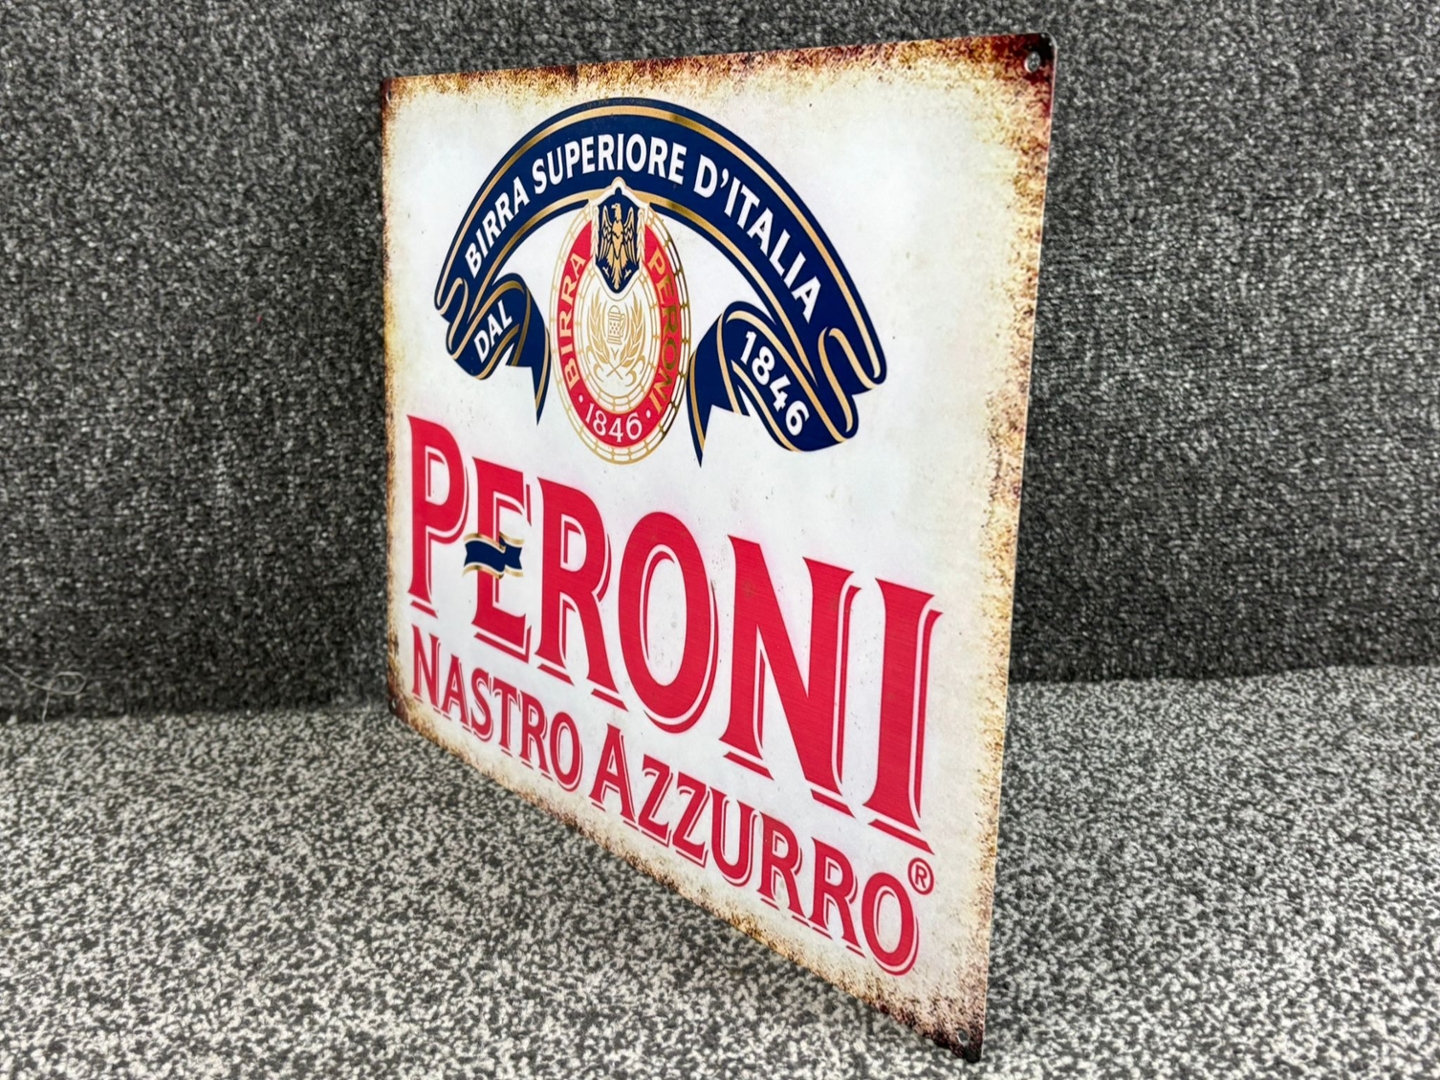 BIRRA SUPERIORE D'ITALIA
DAL 1846
BIRRA PERONI
· 1846 ·
PERONI
NASTRO AZZURRO®